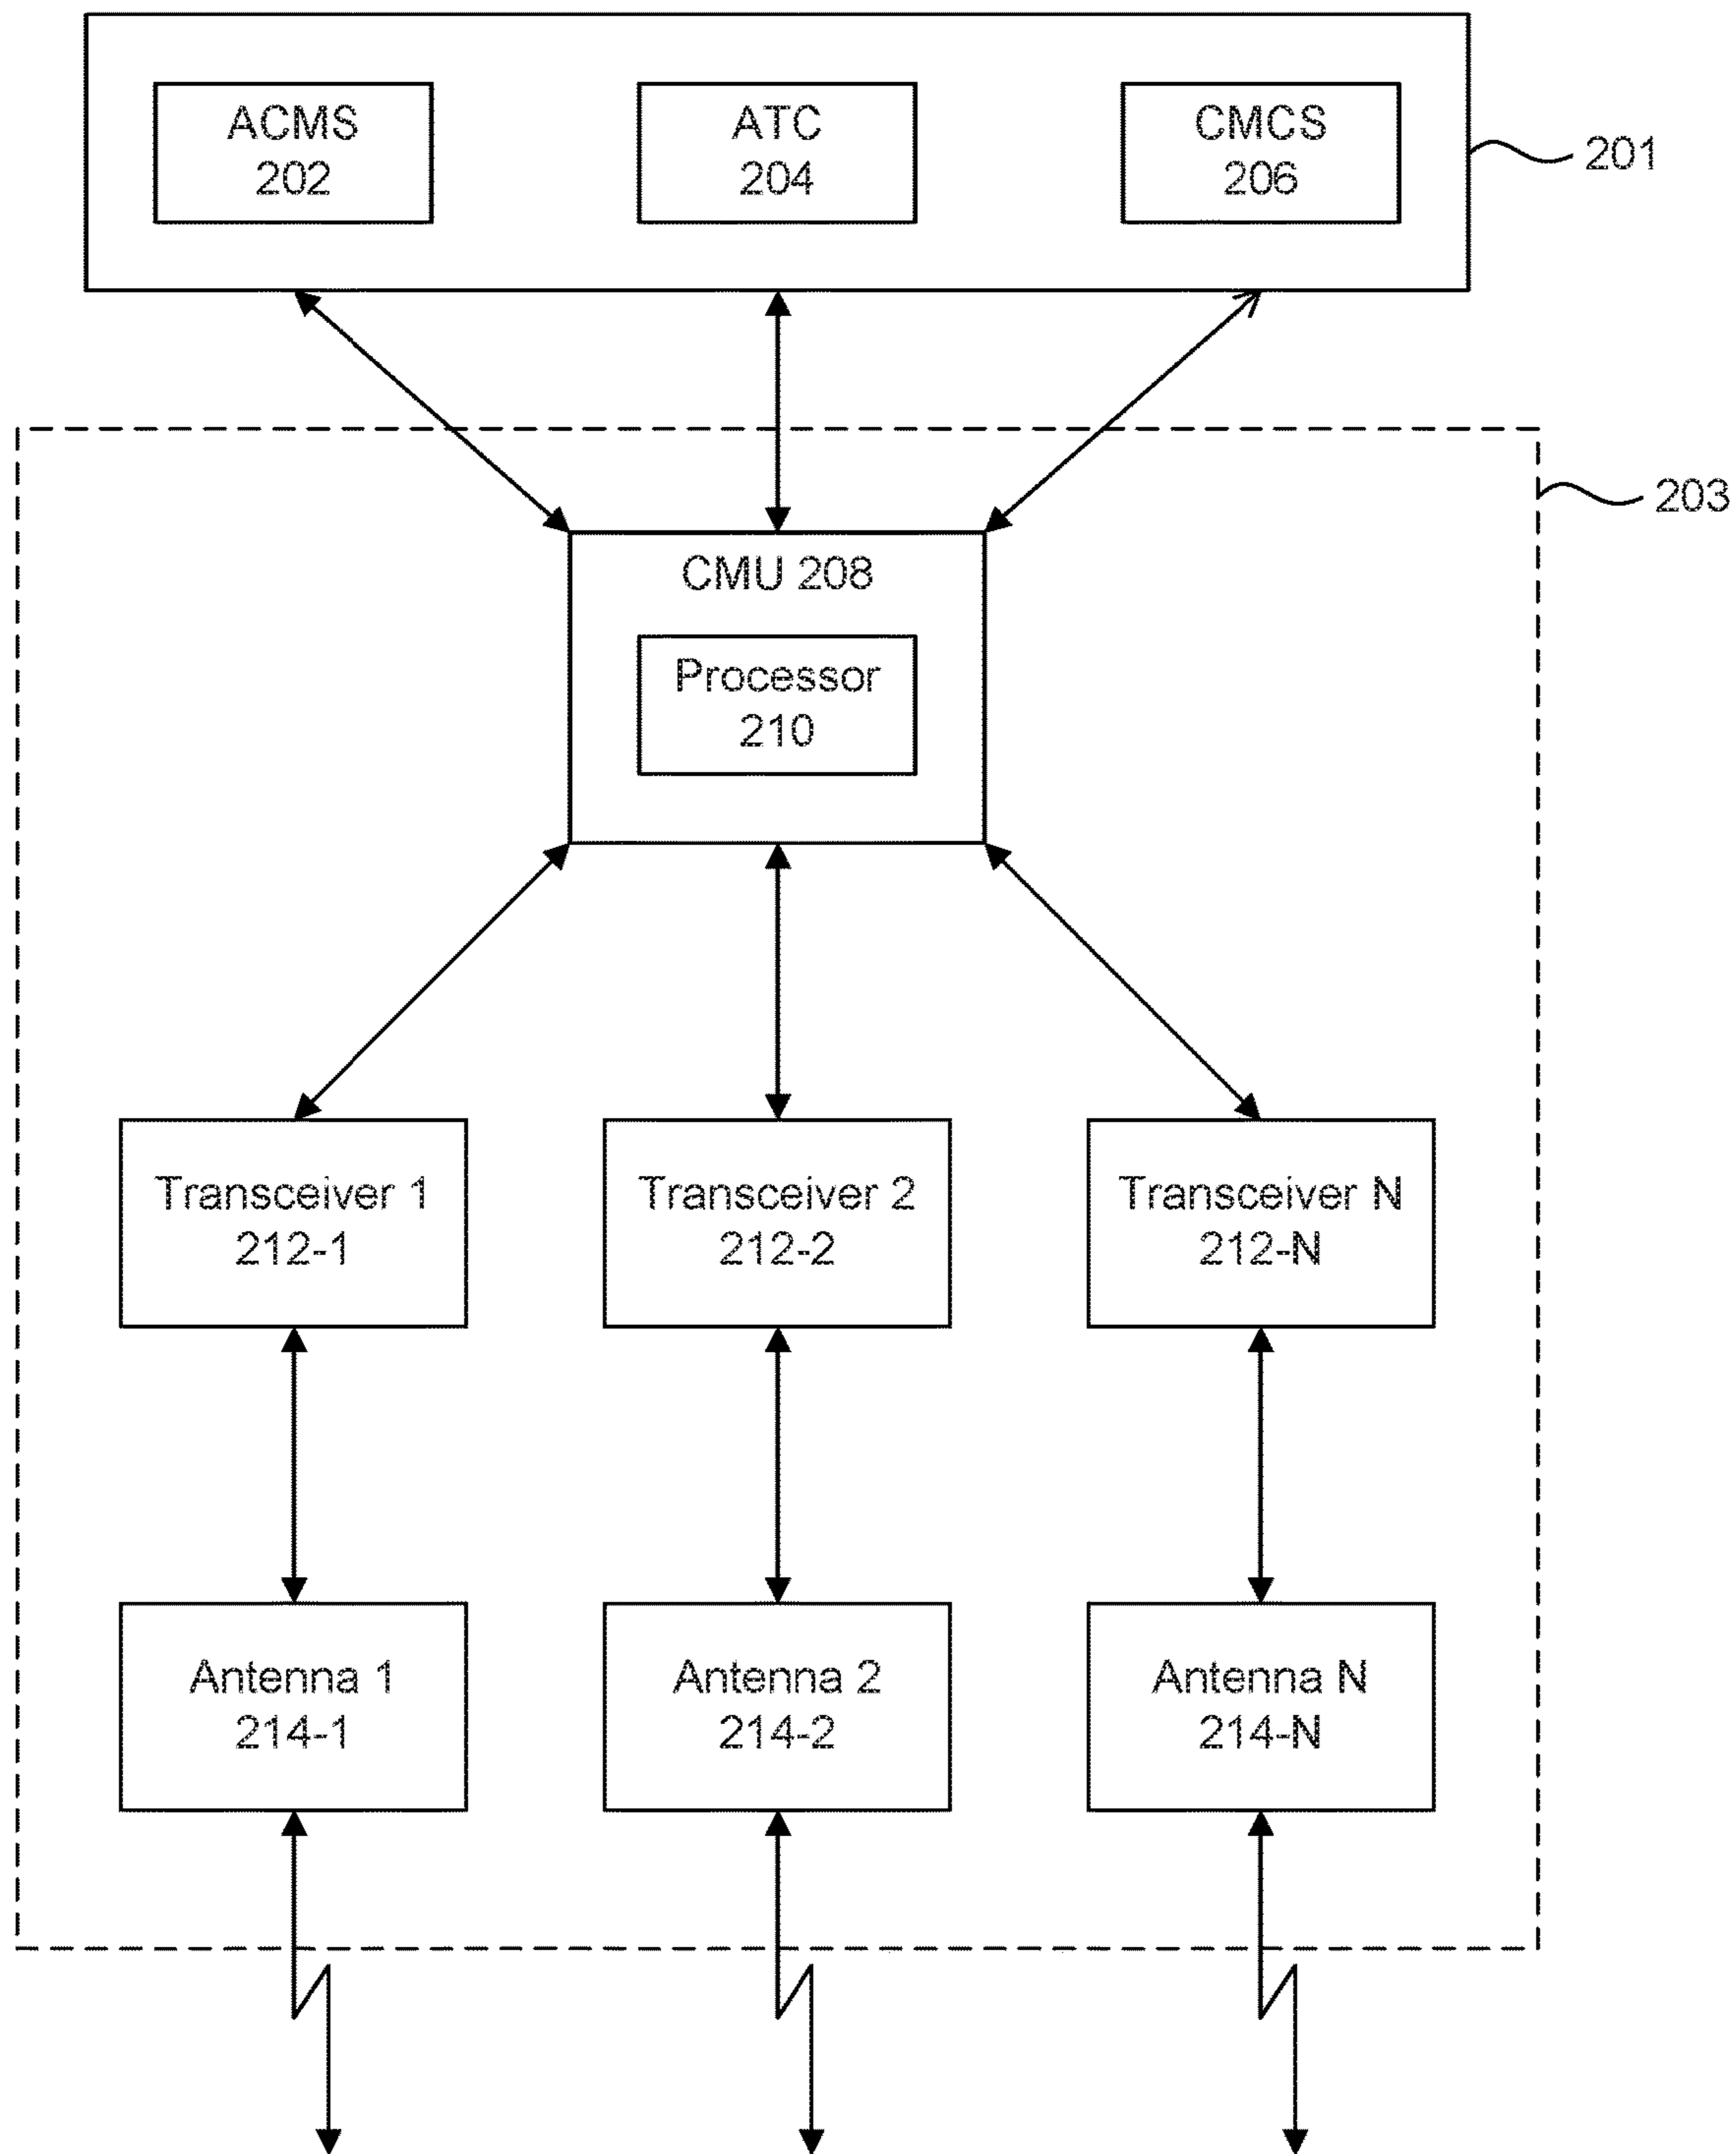 ACMS
202
ATC
204
CMCS
206
201
203
CMU 208
Processor
210
Transceiver 1
212-1
Transceiver 2
212-2
Transceiver N
212-N
Antenna 1
214-1
Antenna 2
214-2
Antenna N
214-N